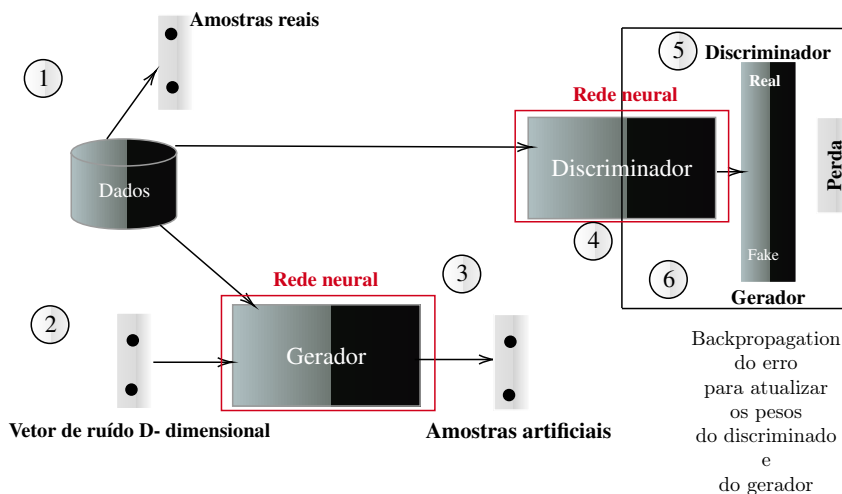 Amostras reais
1
5
Discriminador
Rede neural
Real
Dados
Discriminador
Perda
4
Fake
6
Gerador
Rede neural
3
2
Gerador
Vetor de ruído D- dimensional
Amostras artificiais
Backpropagation
do erro
para atualizar
os pesos
do discriminado
e
do gerador